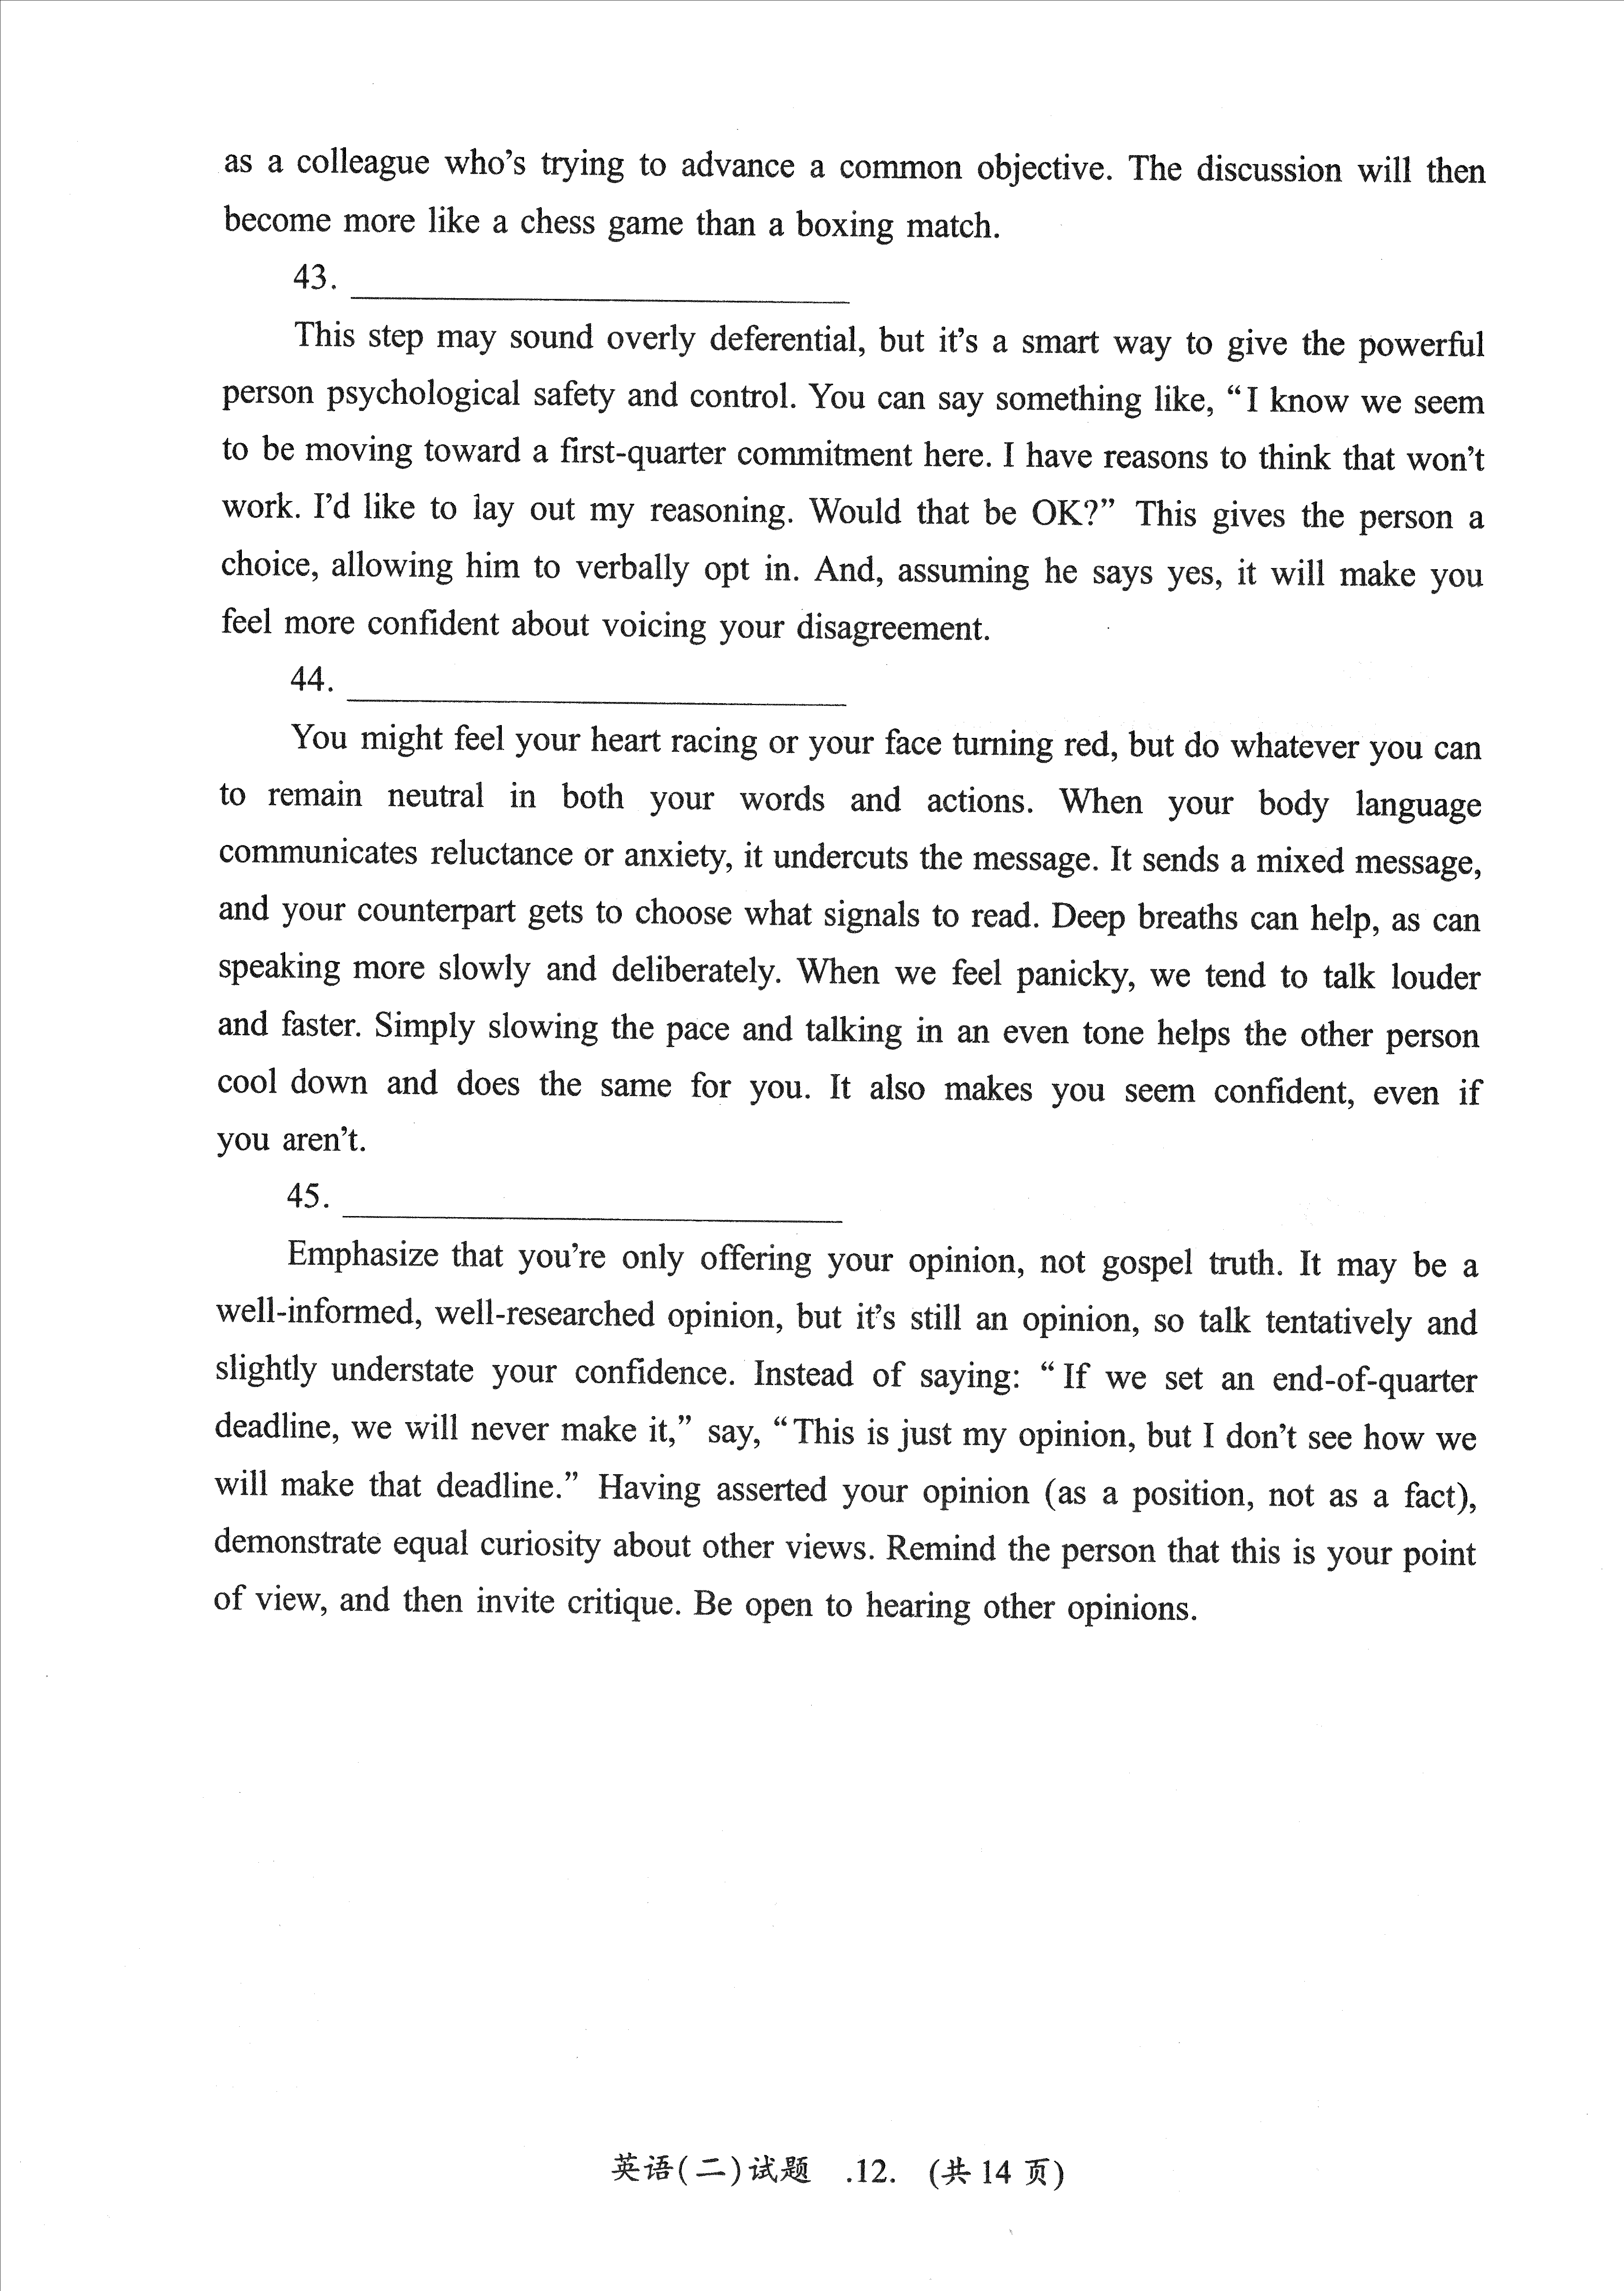 as a colleague who's trying to advance a common objective. The discussion will then
become more like a chess game than a boxing match.
43.
This step may sound overly deferential, but it's a smart way to give the powerful
person psychological safety and control. You can say something like, “I know we seem
to be moving toward a first-quarter commitment here. I have reasons to think that won't
work. I'd like to lay out my reasoning. Would that be OK?” This gives the person a
choice, allowing him to verbally opt in. And, assuming he says yes, it will make you
feel more confident about voicing your disagreement.
44.
You might feel your heart racing or your face turning red, but do whatever you can
to remain neutral in both your words and actions. When your body language
communicates reluctance or anxiety, it undercuts the message. It sends a mixed message,
and your counterpart gets to choose what signals to read. Deep breaths can help, as can
speaking more slowly and deliberately. When we feel panicky, we tend to talk louder
and faster. Simply slowing the pace and talking in an even tone helps the other person
cool down and does the same for you. It also makes you seem confident, even if
you aren't.
45.
Emphasize that you're only offering your opinion, not gospel truth. It may be a
well-informed, well-researched opinion, but it's still an opinion, so talk tentatively and
slightly understate your confidence. Instead of saying: “If we set an end-of-quarter
deadline, we will never make it,” say, “This is just my opinion, but I don't see how we
will make that deadline.” Having asserted your opinion (as a position, not as a fact),
demonstrate equal curiosity about other views. Remind the person that this is your point
of view, and then invite critique. Be open to hearing other opinions.
英语(二)试题 .12. (共 14 页)